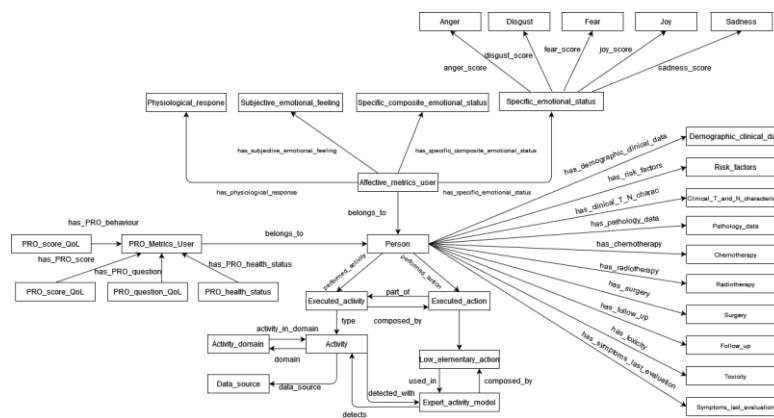 Anger
Disgust
Fear
Joy
Sadness
disgust_score
fear_score
joy_score
anger_score
sadness_score
Physiological_respone
Subjective_emotional_feeling
Specific_composite_emotional_status
Specific_emotional_status
Demographic_clinical_dat
has_subjective_emotional_feeling
has_specific_composite_emotional_status
has_demographic_clinical_data
Risk_factors
has_risk_factors
Affective_metrics_user
has_physiological_response
has_specific_emotional_status
has_clinical_T_N_charac
Clinical_T_and_N_characteris
belongs_to
has_pathology_data
Pathology_data
has_PRO_behaviour
PRO_score_QoL
PRO_Metrics_User
belongs_to
Person
has_chemotherapy
Chemotherapy
has_PRO_score
has_PRO_question
has_PRO_health_status
has_radiotherapy
Radiotherapy
PRO_score_QoL
PRO_question_QoL
PRO_health_status
performed_activity
performed_action
has_surgery
Surgery
Executed_activity
part_of
Executed_action
has_follow_up
Follow_up
type
composed_by
activity_in_domain
Activity_domain
domain
Activity
has_toxicity
Toxicity
Low_elementary_action
has_symptoms_last_evaluation
Data_source
data_source
detected_with
used_in
composed_by
detects
Expert_activity_model
Symptoms_last_evaluation